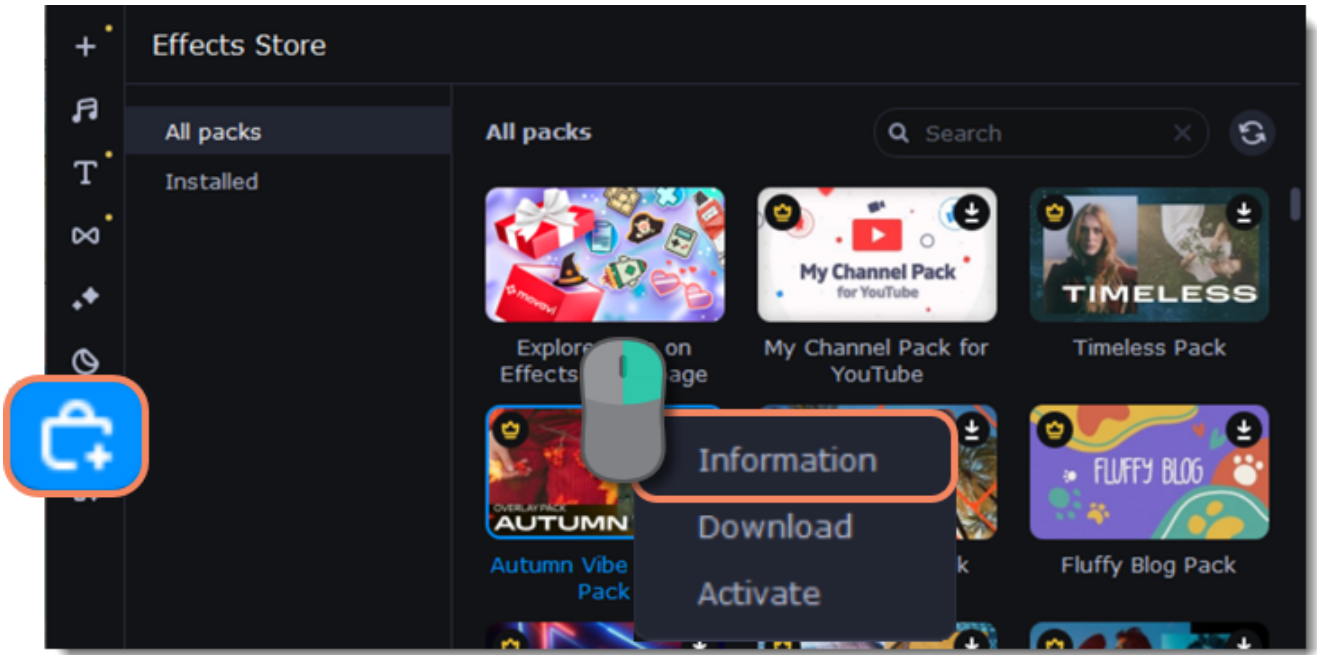 Effects Store
All packs
Installed
All packs
Search
movavi
My Channel Pack
for YouTube
TIMELESS
Explore on
Effects age
My Channel Pack for
YouTube
Timeless Pack
OVERLAY PACK
AUTUMN
FLUFFY BLOG
Autumn Vibe
Pack
k
Fluffy Blog Pack
Information
Download
Activate